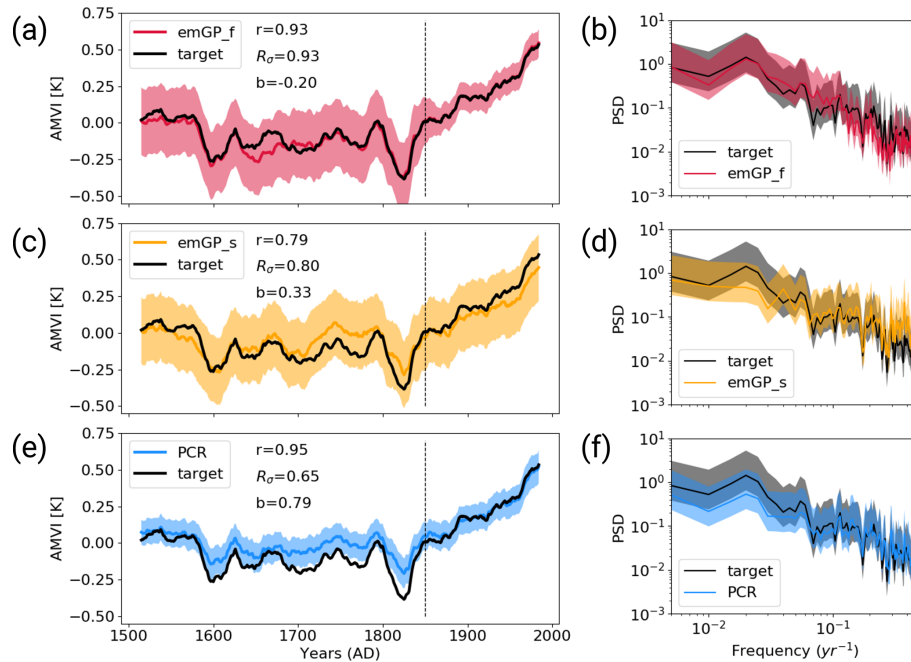 (a)
AMVI [K]
0.75
0.50
0.25
0.00
−0.25
−0.50
emGP_f
target
r=0.93
Rσ=0.93
b=-0.20
(b)
PSD
10¹
10⁰
10⁻¹
10⁻²
10⁻³
target
emGP_f
(c)
AMVI [K]
0.75
0.50
0.25
0.00
−0.25
−0.50
emGP_s
target
r=0.79
Rσ=0.80
b=0.33
(d)
PSD
10¹
10⁰
10⁻¹
10⁻²
10⁻³
target
emGP_s
(e)
AMVI [K]
0.75
0.50
0.25
0.00
−0.25
−0.50
PCR
target
r=0.95
Rσ=0.65
b=0.79
1500 1600 1700 1800 1900 2000
Years (AD)
(f)
PSD
10¹
10⁰
10⁻¹
10⁻²
10⁻³
target
PCR
10⁻² 10⁻¹
Frequency (yr⁻¹)